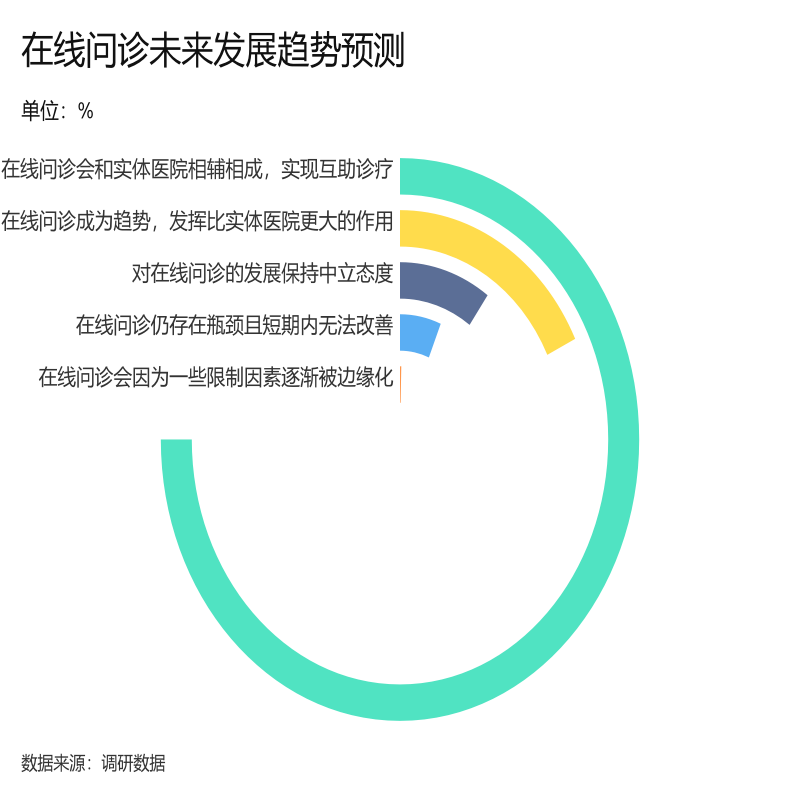 在线问诊未来发展趋势预测
单位：%
在线问诊会和实体医院相辅相成，实现互助诊疗
在线问诊成为趋势，发挥比实体医院更大的作用
对在线问诊的发展保持中立态度
在线问诊仍存在瓶颈且短期内无法改善
在线问诊会因为一些限制因素逐渐被边缘化
数据来源：调研数据